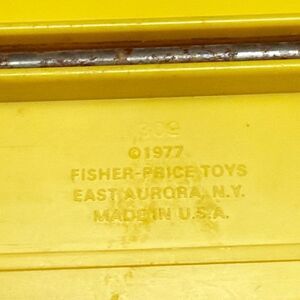 ©1977
FISHER-PRICE TOYS
EAST AURORA, N.Y.
MADE IN U.S.A.